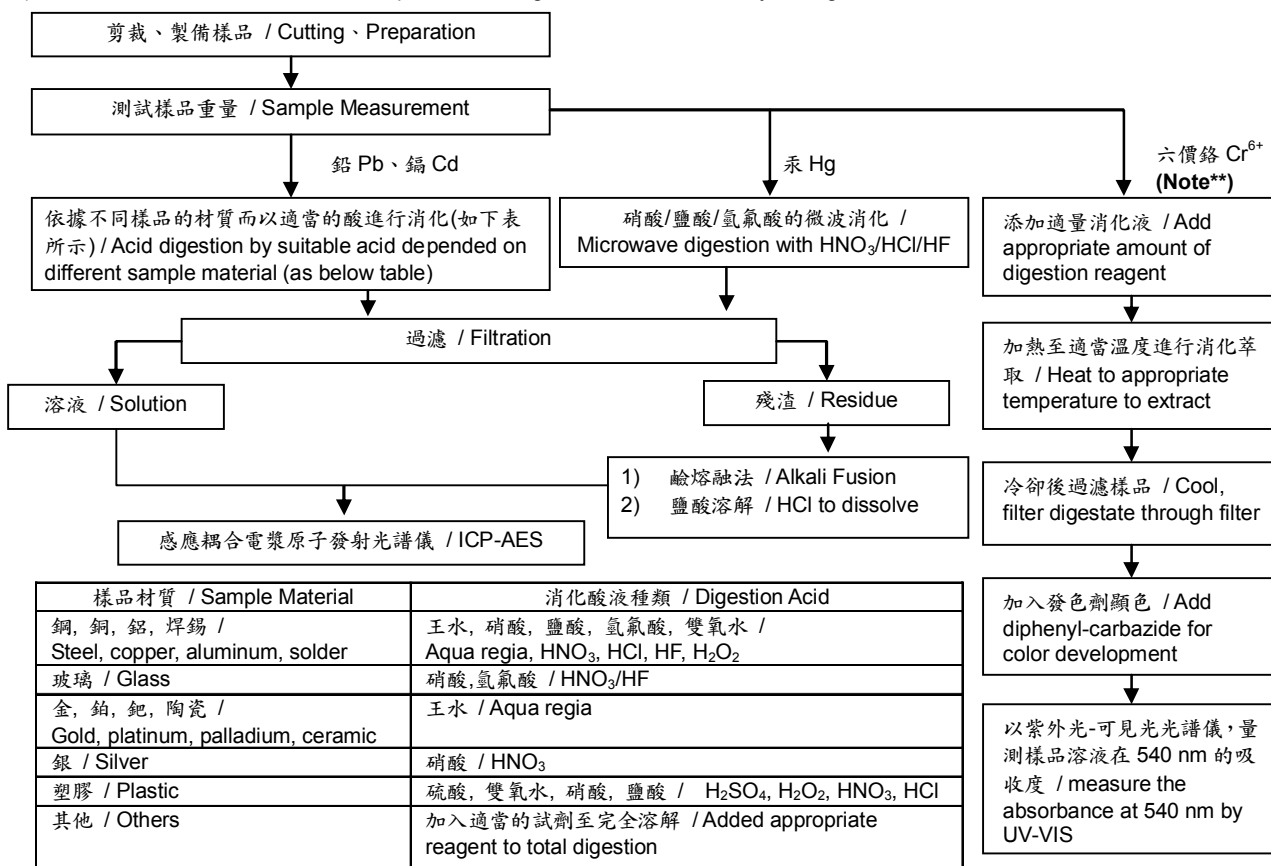 剪裁、製備樣品 / Cutting、Preparation
測試樣品重量 / Sample Measurement
鉛 Pb、鎘 Cd
汞 Hg
六價鉻 Cr⁶⁺
(Note**)
依據不同樣品的材質而以適當的酸進行消化(如下表
所示) / Acid digestion by suitable acid depended on
different sample material (as below table)
硝酸/鹽酸/氫氟酸的微波消化 /
Microwave digestion with HNO₃/HCl/HF
添加適量消化液 / Add
appropriate amount of
digestion reagent
過濾 / Filtration
加熱至適當溫度進行消化萃
取 / Heat to appropriate
temperature to extract
溶液 / Solution
殘渣 / Residue
1) 鹼熔融法 / Alkali Fusion
2) 鹽酸溶解 / HCl to dissolve
冷卻後過濾樣品 / Cool,
filter digestate through filter
感應耦合電漿原子發射光譜儀 / ICP-AES
加入發色劑顯色 / Add
diphenyl-carbazide for
color development
以紫外光-可見光光譜儀，量
測樣品溶液在 540 nm 的吸
收度 / measure the
absorbance at 540 nm by
UV-VIS
樣品材質 / Sample Material 消化酸液種類 / Digestion Acid
鋼, 銅, 鋁, 焊錫 / 王水, 硝酸, 鹽酸, 氫氟酸, 雙氧水 /
Steel, copper, aluminum, solder Aqua regia, HNO₃, HCl, HF, H₂O₂
玻璃 / Glass 硝酸,氫氟酸 / HNO₃/HF
金, 鉑, 鈀, 陶瓷 / 王水 / Aqua regia
Gold, platinum, palladium, ceramic
銀 / Silver 硝酸 / HNO₃
塑膠 / Plastic 硫酸, 雙氧水, 硝酸, 鹽酸 / H₂SO₄, H₂O₂, HNO₃, HCl
其他 / Others 加入適當的試劑至完全溶解 / Added appropriate
reagent to total digestion